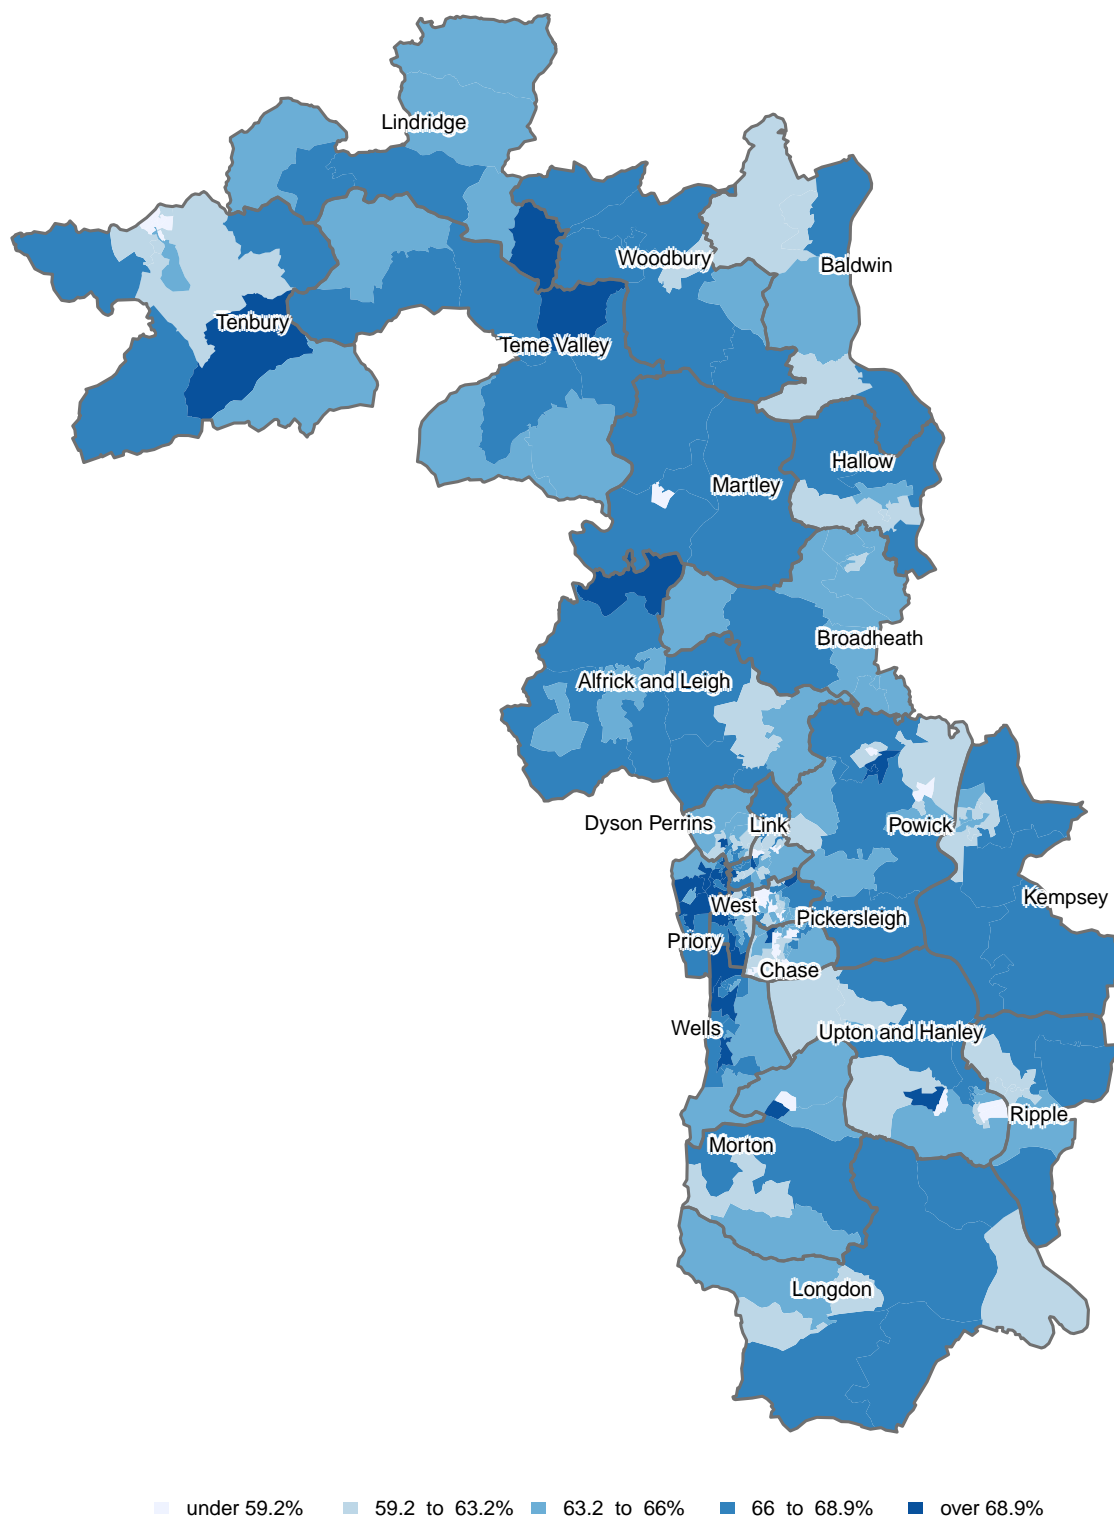 Lindridge
Woodbury
Baldwin
Tenbury
Teme Valley
Hallow
Martley
Broadheath
Alfrick and Leigh
Dyson Perrins
Link
Powick
Kempsey
West
Pickersleigh
Priory
Chase
Wells
Upton and Hanley
Ripple
Morton
Longdon
under 59.2% 59.2 to 63.2% 63.2 to 66% 66 to 68.9% over 68.9%